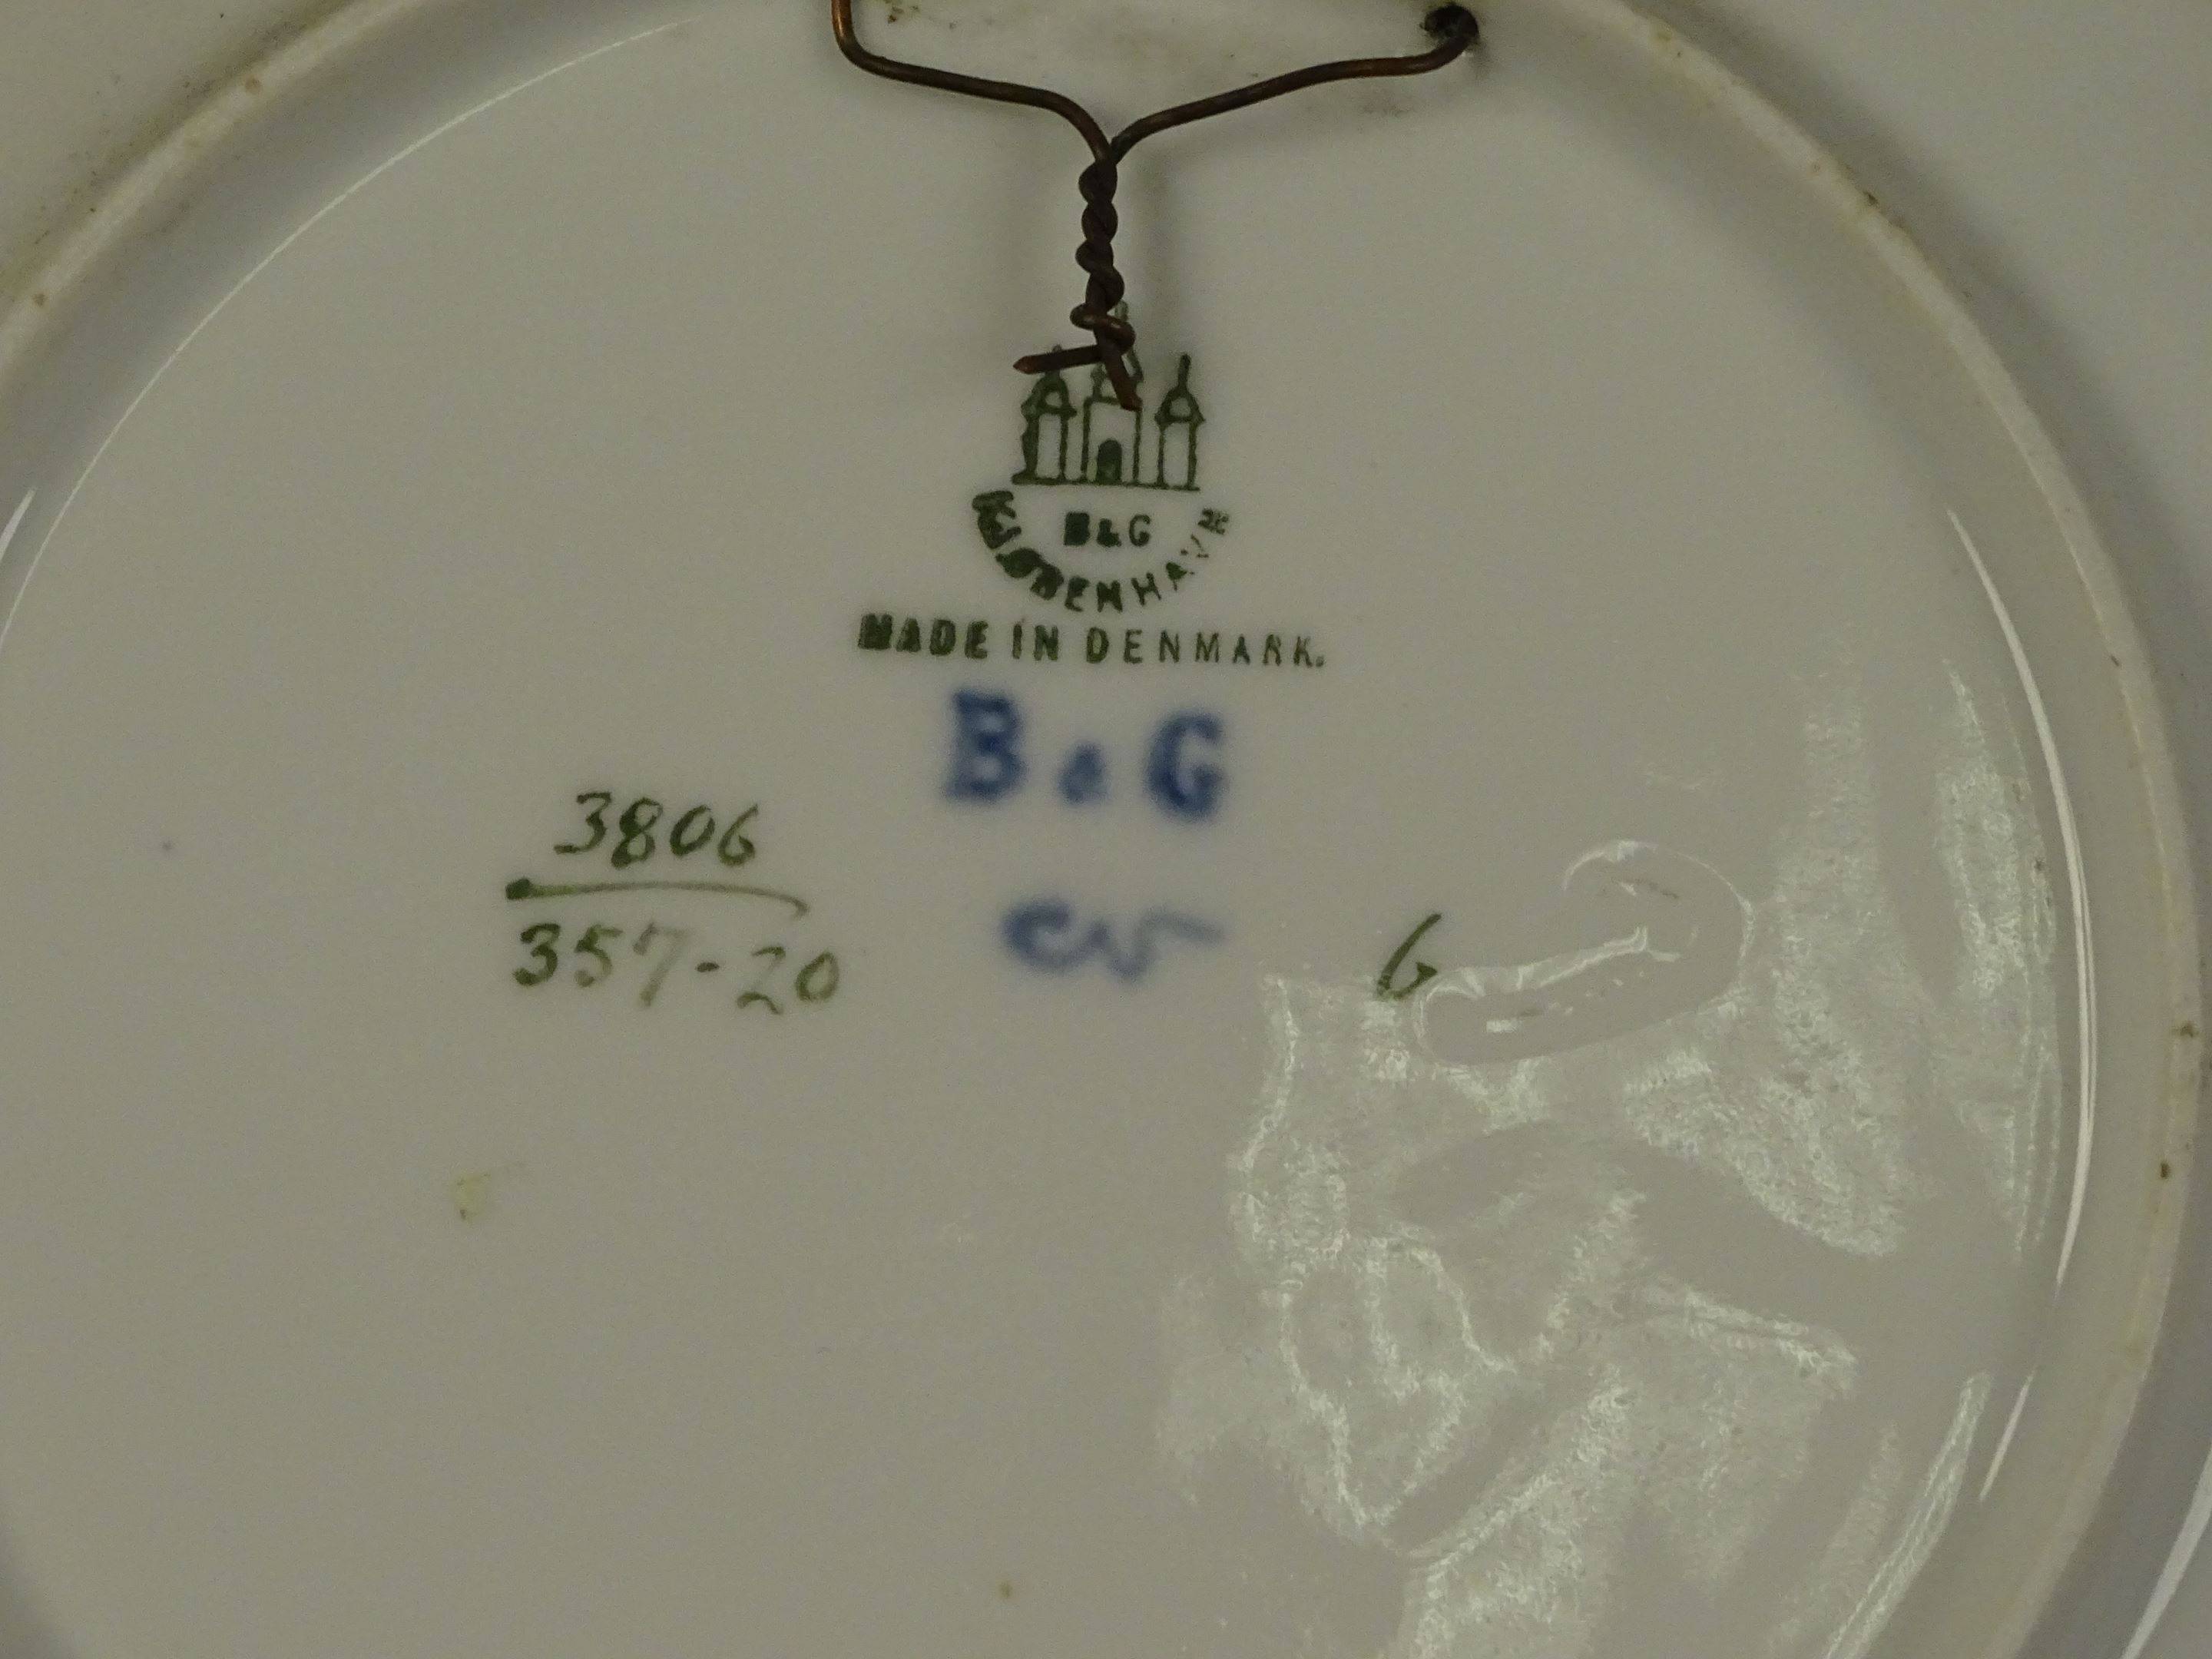 B&G
KJØBENHAVN
MADE IN DENMARK.
B&G
3806
357-20
6